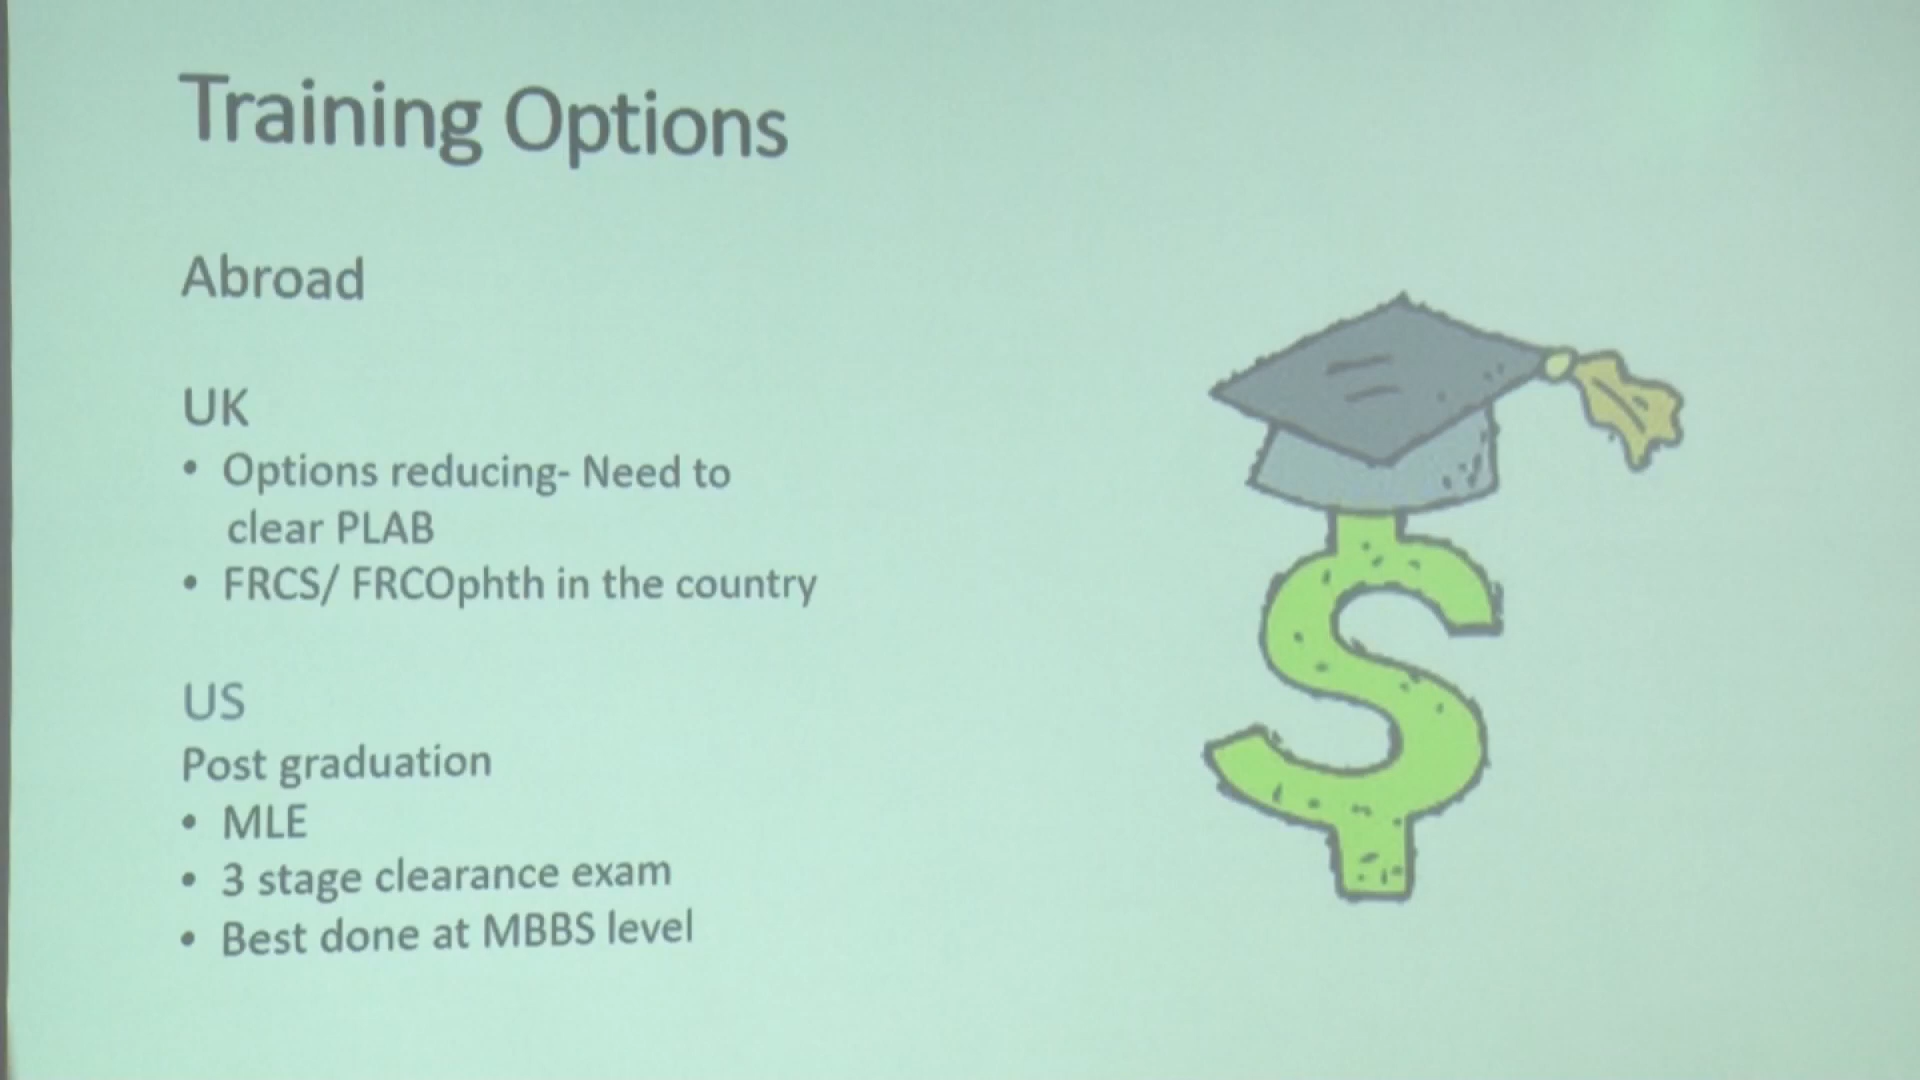 Training Options
Abroad
UK
• Options reducing- Need to
clear PLAB
• FRCS/ FRCOphth in the country
US
Post graduation
• MLE
• 3 stage clearance exam
• Best done at MBBS level